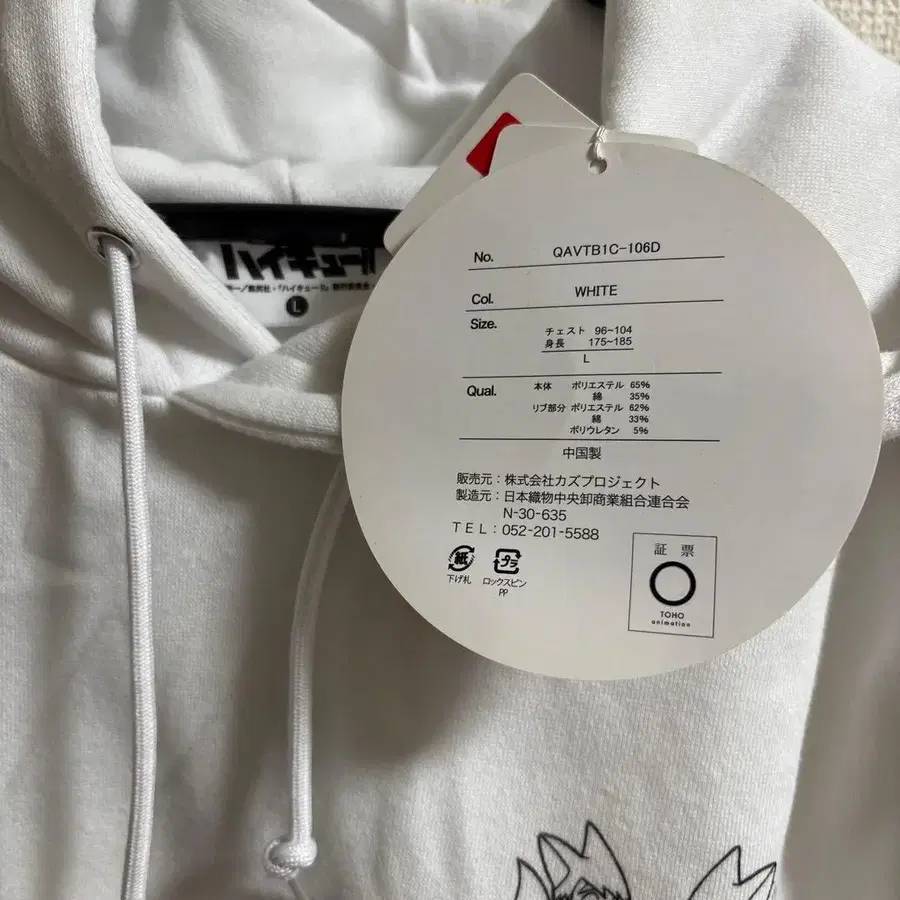 ハイキュー!!
L
No. QAVTB1C-106D
Col. WHITE
Size. チェスト 96~104
身長 175~185
L
Qual. 本体 ポリエステル 65%
綿 35%
リブ部分 ポリエステル 62%
綿 33%
ポリウレタン 5%
中国製
販売元：株式会社カズプロジェクト
製造元：日本織物中央卸商業組合連合会
N-30-635
TEL：052-201-5588
紙 プラ
下げ札 ロックスピン
PP
証票
TOHO
animation